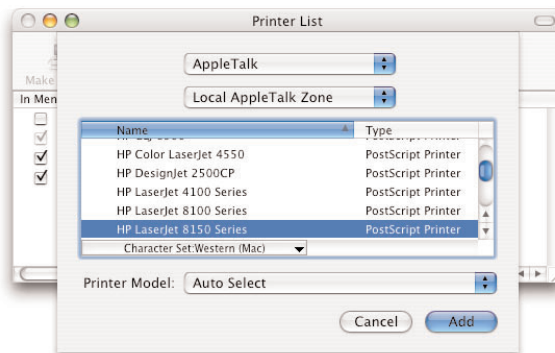 Printer List
AppleTalk
Make
Local AppleTalk Zone
In Men
Name Type
PostScript Printer
HP Color LaserJet 4550 PostScript Printer
HP DesignJet 2500CP PostScript Printer
HP LaserJet 4100 Series PostScript Printer
HP LaserJet 8100 Series PostScript Printer
HP LaserJet 8150 Series PostScript Printer
Character Set:Western (Mac)
Printer Model: Auto Select
Cancel Add